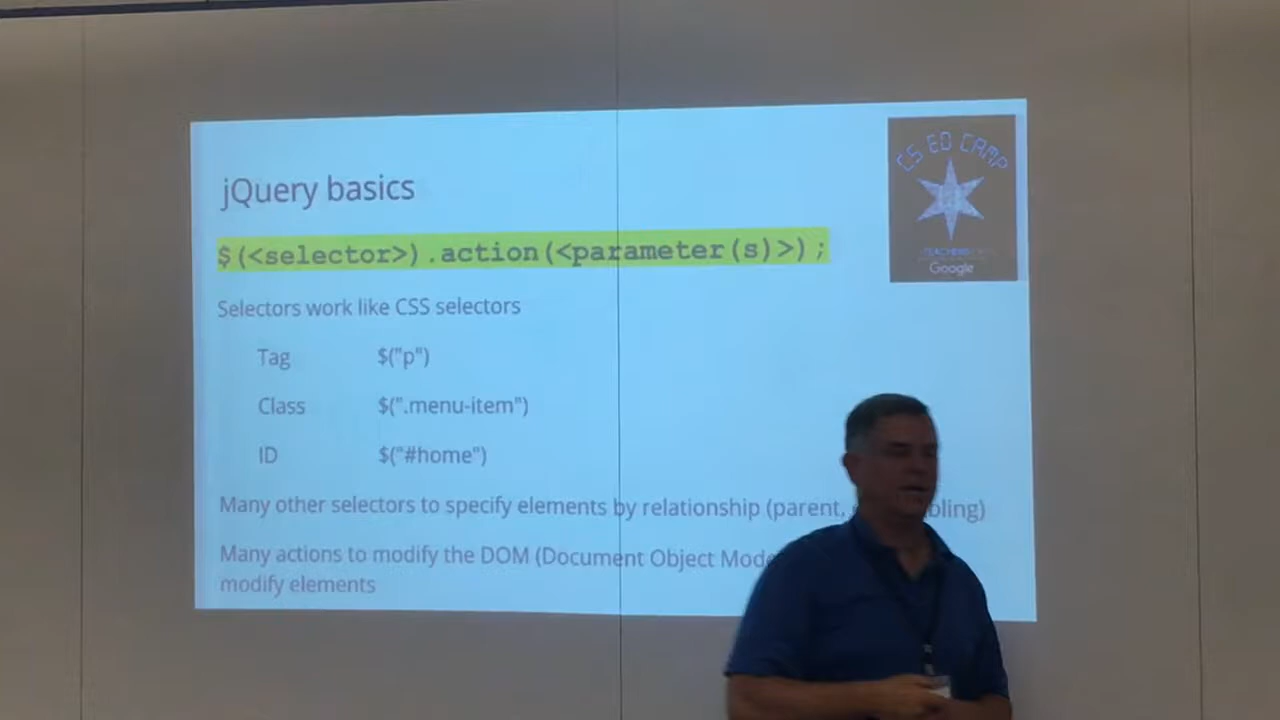 CS ED CAMP
jQuery basics
$(<selector>).action(<parameter(s)>);
Google
Selectors work like CSS selectors
Tag $("p")
Class $(".menu-item")
ID $("#home")
Many other selectors to specify elements by relationship (parent,
Many actions to modify the DOM (Document Object
modify elements